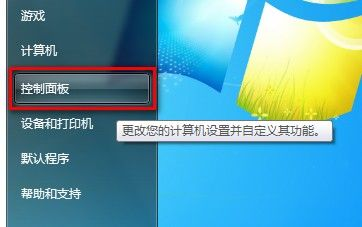 游戏
计算机
控制面板
设备和打印机
更改您的计算机设置并自定义其功能。
默认程序
帮助和支持